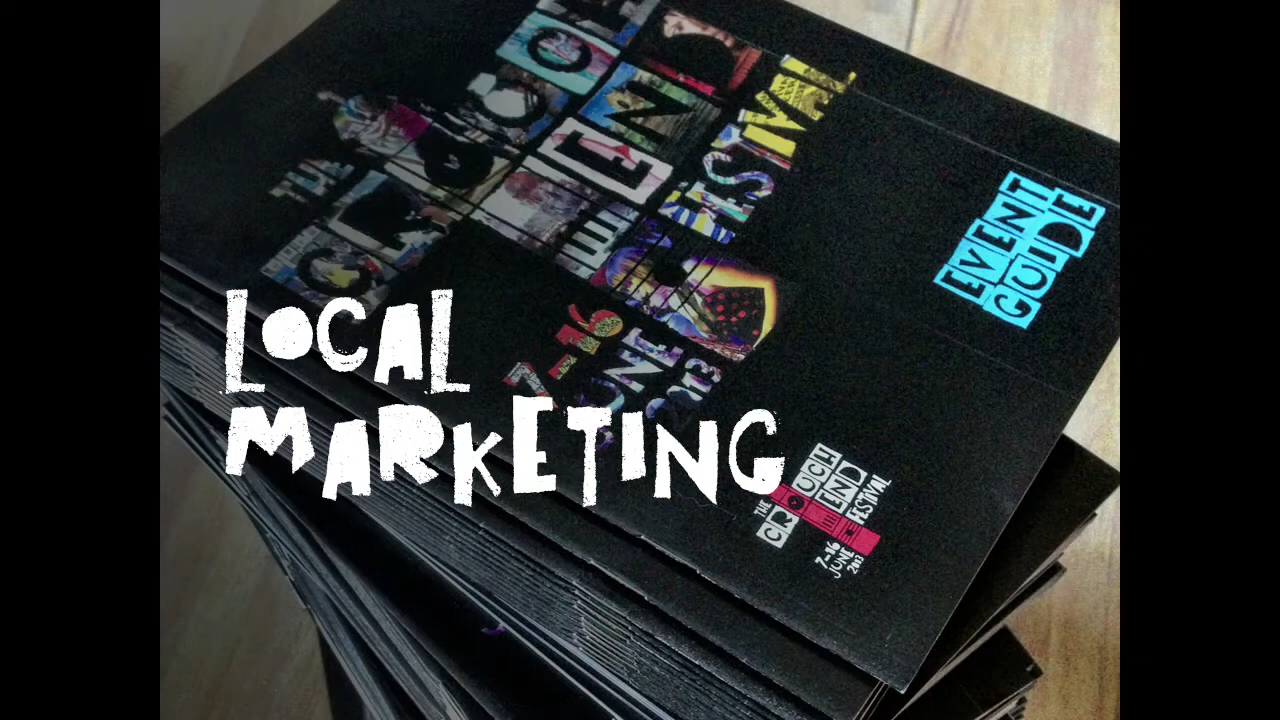 THE
CROUCH
END
FESTIVAL
7-16
JUNE
2013
EVENT
GUIDE
LOCAL
MARKETING
THE
CROUCH
END
FESTIVAL
7-16
JUNE
2013